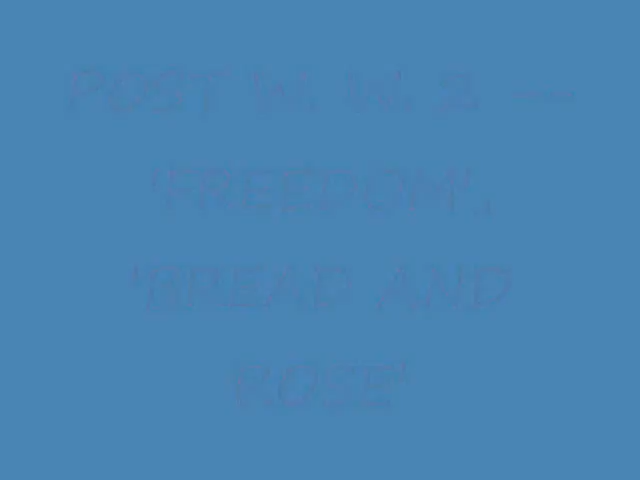 POST W. W. 2 —
'FREEDOM',
'BREAD AND
ROSE'